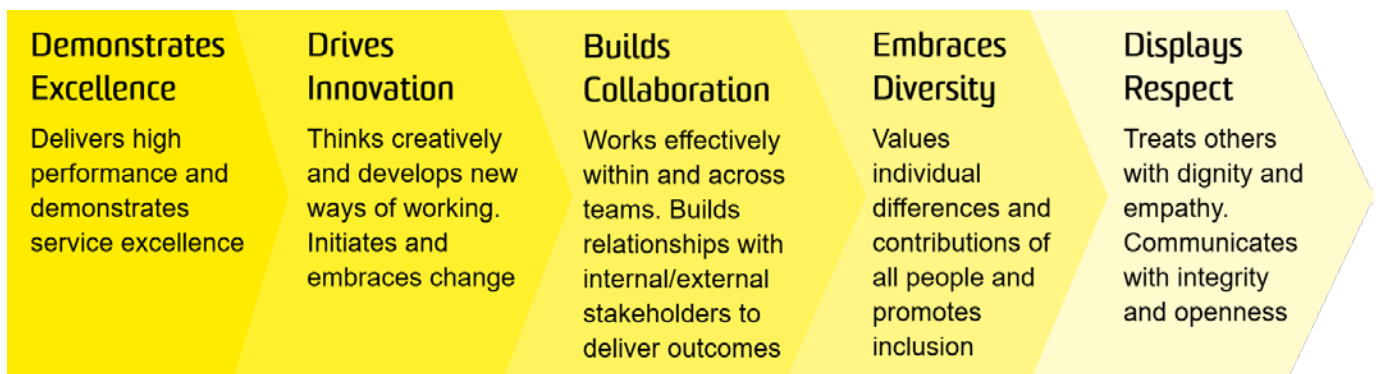 Demonstrates
Excellence
Delivers high
performance and
demonstrates
service excellence
Drives
Innovation
Thinks creatively
and develops new
ways of working.
Initiates and
embraces change
Builds
Collaboration
Works effectively
within and across
teams. Builds
relationships with
internal/external
stakeholders to
deliver outcomes
Embraces
Diversity
Values
individual
differences and
contributions of
all people and
promotes
inclusion
Displays
Respect
Treats others
with dignity and
empathy.
Communicates
with integrity
and openness